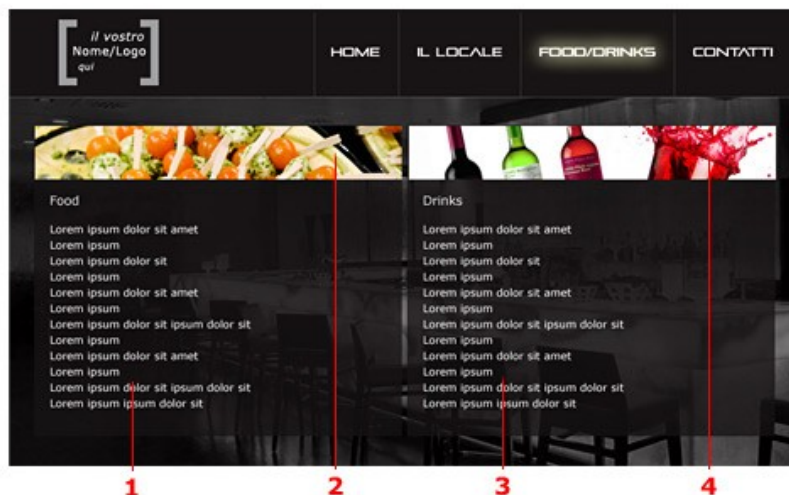 il vostro
Nome/Logo
qui
HOME
IL LOCALE
FOOD/DRINKS
CONTATTI
Food
Lorem ipsum dolor sit amet
Lorem ipsum
Lorem ipsum dolor sit
Lorem ipsum
Lorem ipsum dolor sit amet
Lorem ipsum
Lorem ipsum dolor sit ipsum dolor sit
Lorem ipsum
Lorem ipsum dolor sit amet
Lorem ipsum
Lorem ipsum dolor sit ipsum dolor sit
Lorem ipsum ipsum dolor sit
Drinks
Lorem ipsum dolor sit amet
Lorem ipsum
Lorem ipsum dolor sit
Lorem ipsum
Lorem ipsum dolor sit amet
Lorem ipsum
Lorem ipsum dolor sit ipsum dolor sit
Lorem ipsum
Lorem ipsum dolor sit amet
Lorem ipsum
Lorem ipsum dolor sit ipsum dolor sit
Lorem ipsum ipsum dolor sit
1
2
3
4